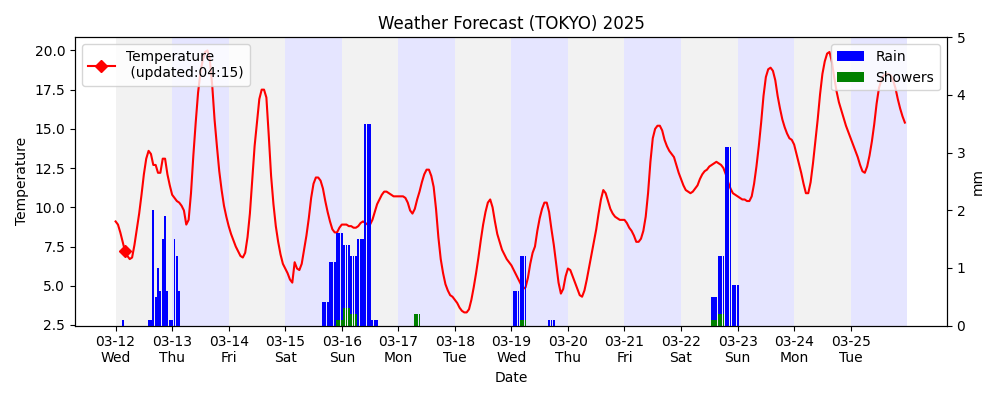 Weather Forecast (TOKYO) 2025
Temperature
(updated:04:15)
Rain
Showers
20.0
17.5
15.0
12.5
10.0
7.5
5.0
2.5
Temperature
5
4
3
2
1
0
mm
03-12 03-13 03-14 03-15 03-16 03-17 03-18 03-19 03-20 03-21 03-22 03-23 03-24 03-25
Wed Thu Fri Sat Sun Mon Tue Wed Thu Fri Sat Sun Mon Tue
Date